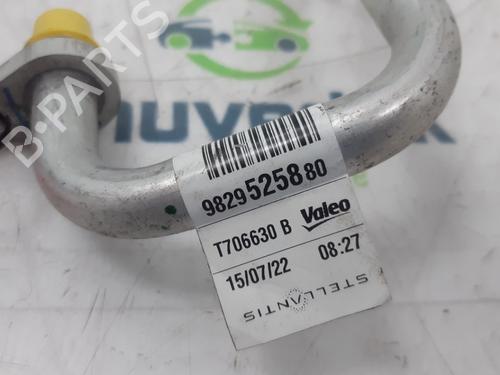 B-PARTS
9829525880
T706630 B Valeo
15/07/22 08:27
STELLANTIS